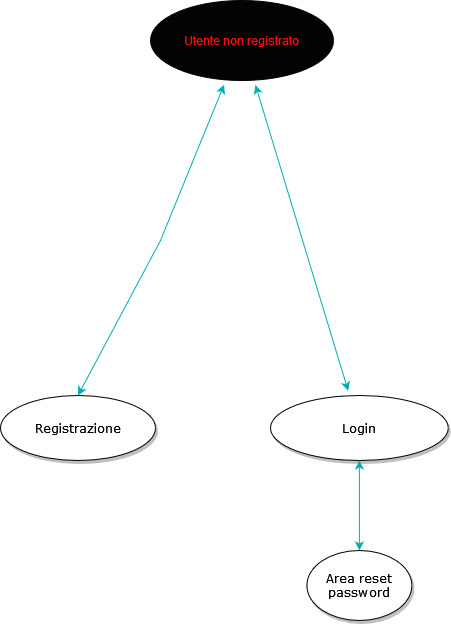 Utente non registrato
Registrazione
Login
Area reset
password